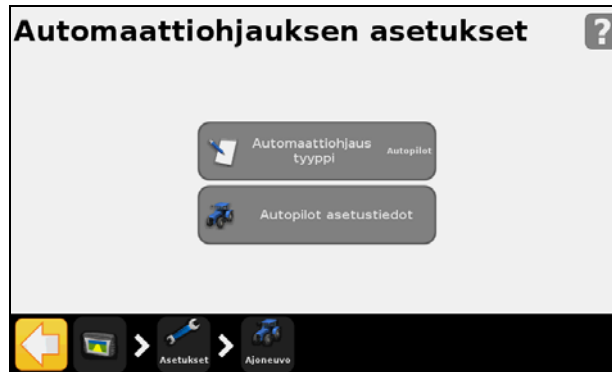 Automaattiohjauksen asetukset
?
Automaattiohjaus
tyyppi
Autopilot
Autopilot asetustiedot
Asetukset
Ajoneuvo